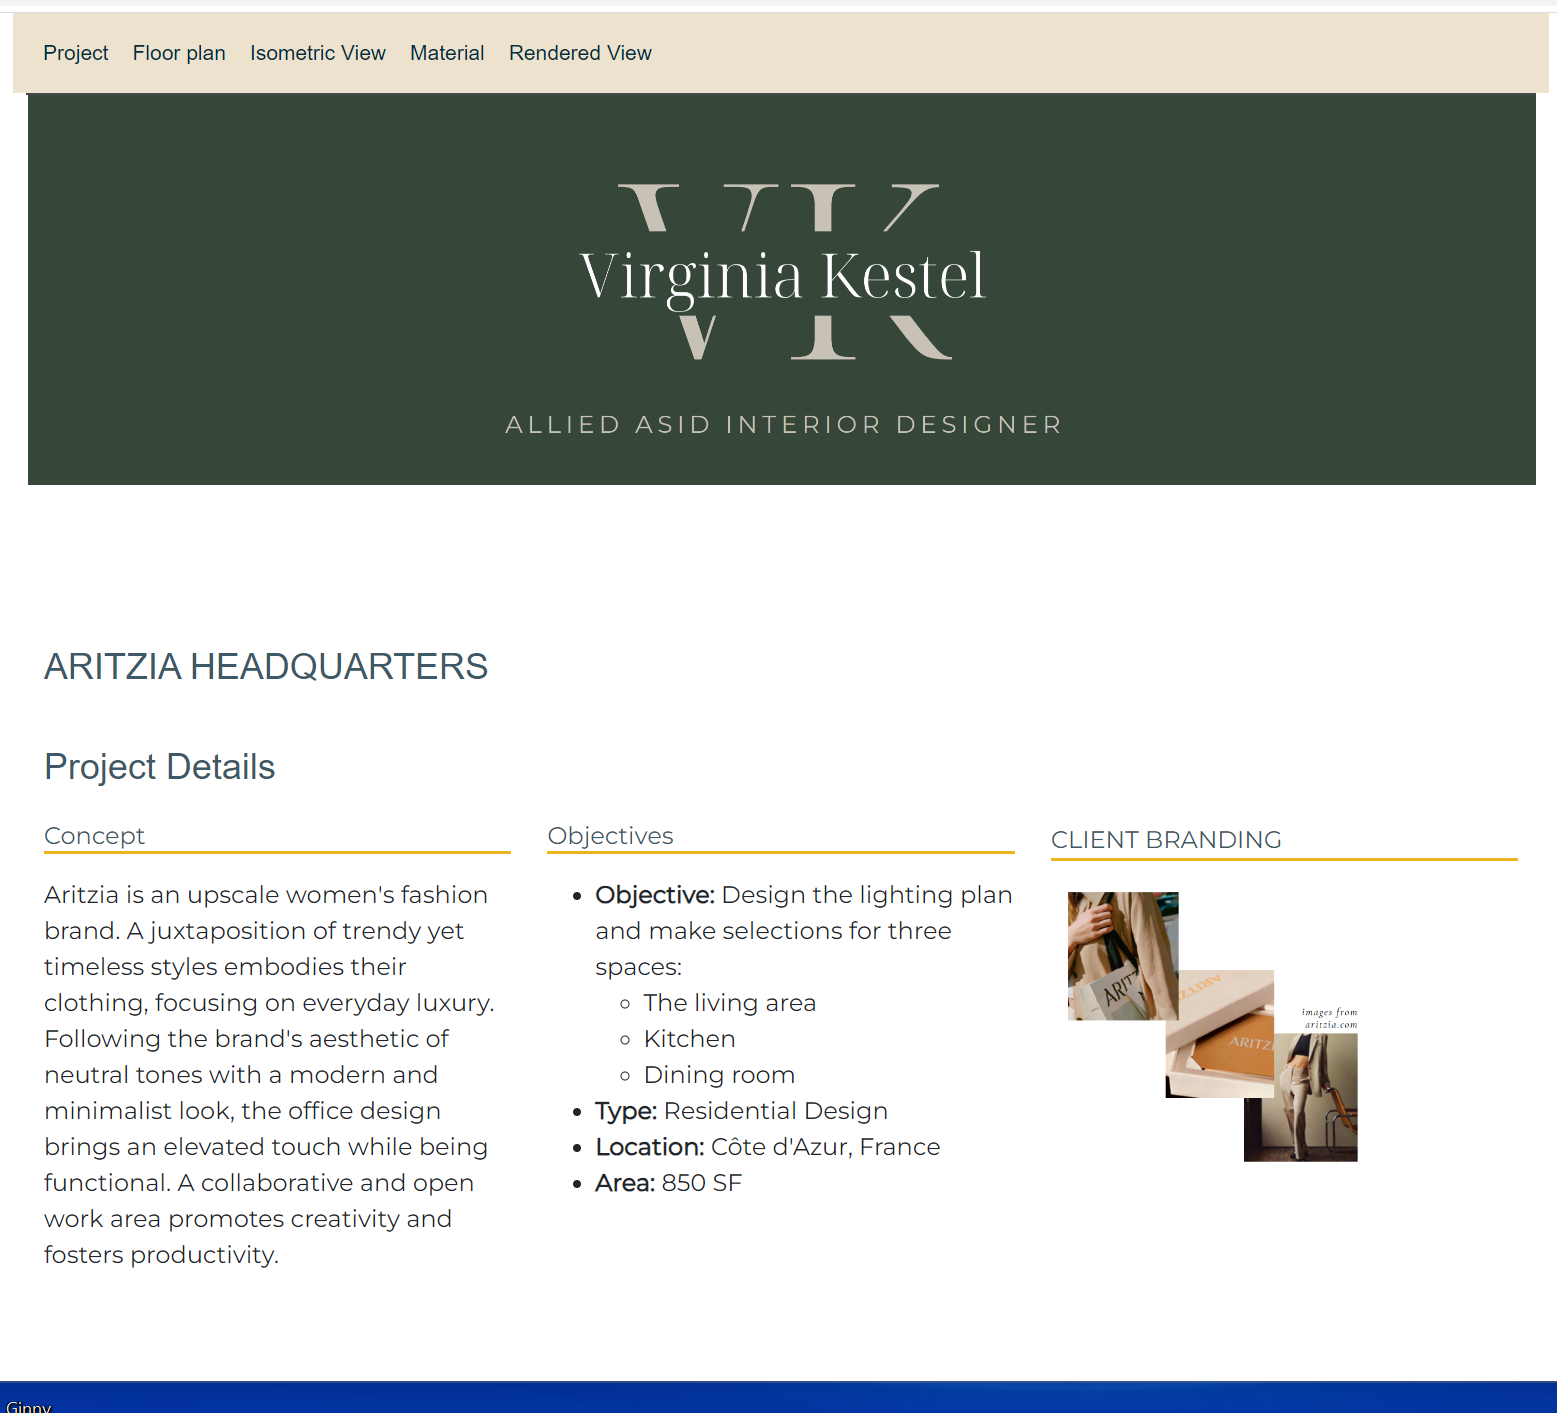 Project Floor plan Isometric View Material Rendered View
VK
Virginia Kestel
ALLIED ASID INTERIOR DESIGNER
ARITZIA HEADQUARTERS
Project Details
Concept
Aritzia is an upscale women's fashion
brand. A juxtaposition of trendy yet
timeless styles embodies their
clothing, focusing on everyday luxury.
Following the brand's aesthetic of
neutral tones with a modern and
minimalist look, the office design
brings an elevated touch while being
functional. A collaborative and open
work area promotes creativity and
fosters productivity.
Objectives
Objective: Design the lighting plan
and make selections for three
spaces:
The living area
Kitchen
Dining room
Type: Residential Design
Location: Côte d'Azur, France
Area: 850 SF
CLIENT BRANDING
ARITZ
ARITZI
ARITZI
images from
aritzia.com
Ginny